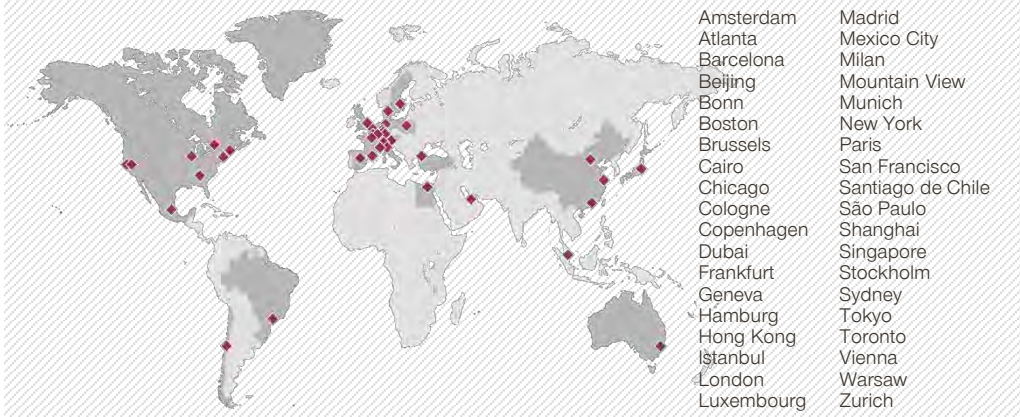 Amsterdam
Atlanta
Barcelona
Beijing
Bonn
Boston
Brussels
Cairo
Chicago
Cologne
Copenhagen
Dubai
Frankfurt
Geneva
Hamburg
Hong Kong
Istanbul
London
Luxembourg
Madrid
Mexico City
Milan
Mountain View
Munich
New York
Paris
San Francisco
Santiago de Chile
São Paulo
Shanghai
Singapore
Stockholm
Sydney
Tokyo
Toronto
Vienna
Warsaw
Zurich